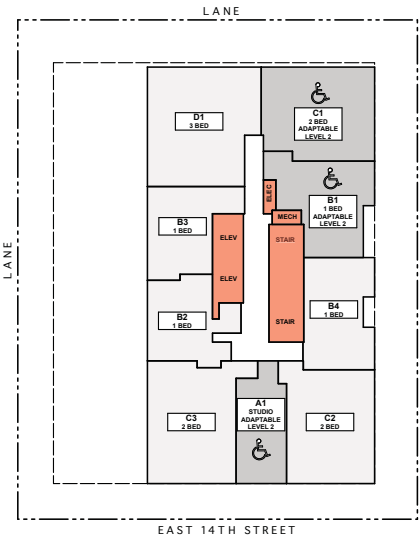 LANE
D1
3 BED
C1
2 BED
ADAPTABLE
LEVEL 2
ELEC
B1
1 BED
ADAPTABLE
LEVEL 2
MECH
B3
1 BED
ELEV
STAIR
LANE
ELEV
B4
1 BED
B2
1 BED
STAIR
A1
STUDIO
ADAPTABLE
LEVEL 2
C3
2 BED
C2
2 BED
EAST 14TH STREET